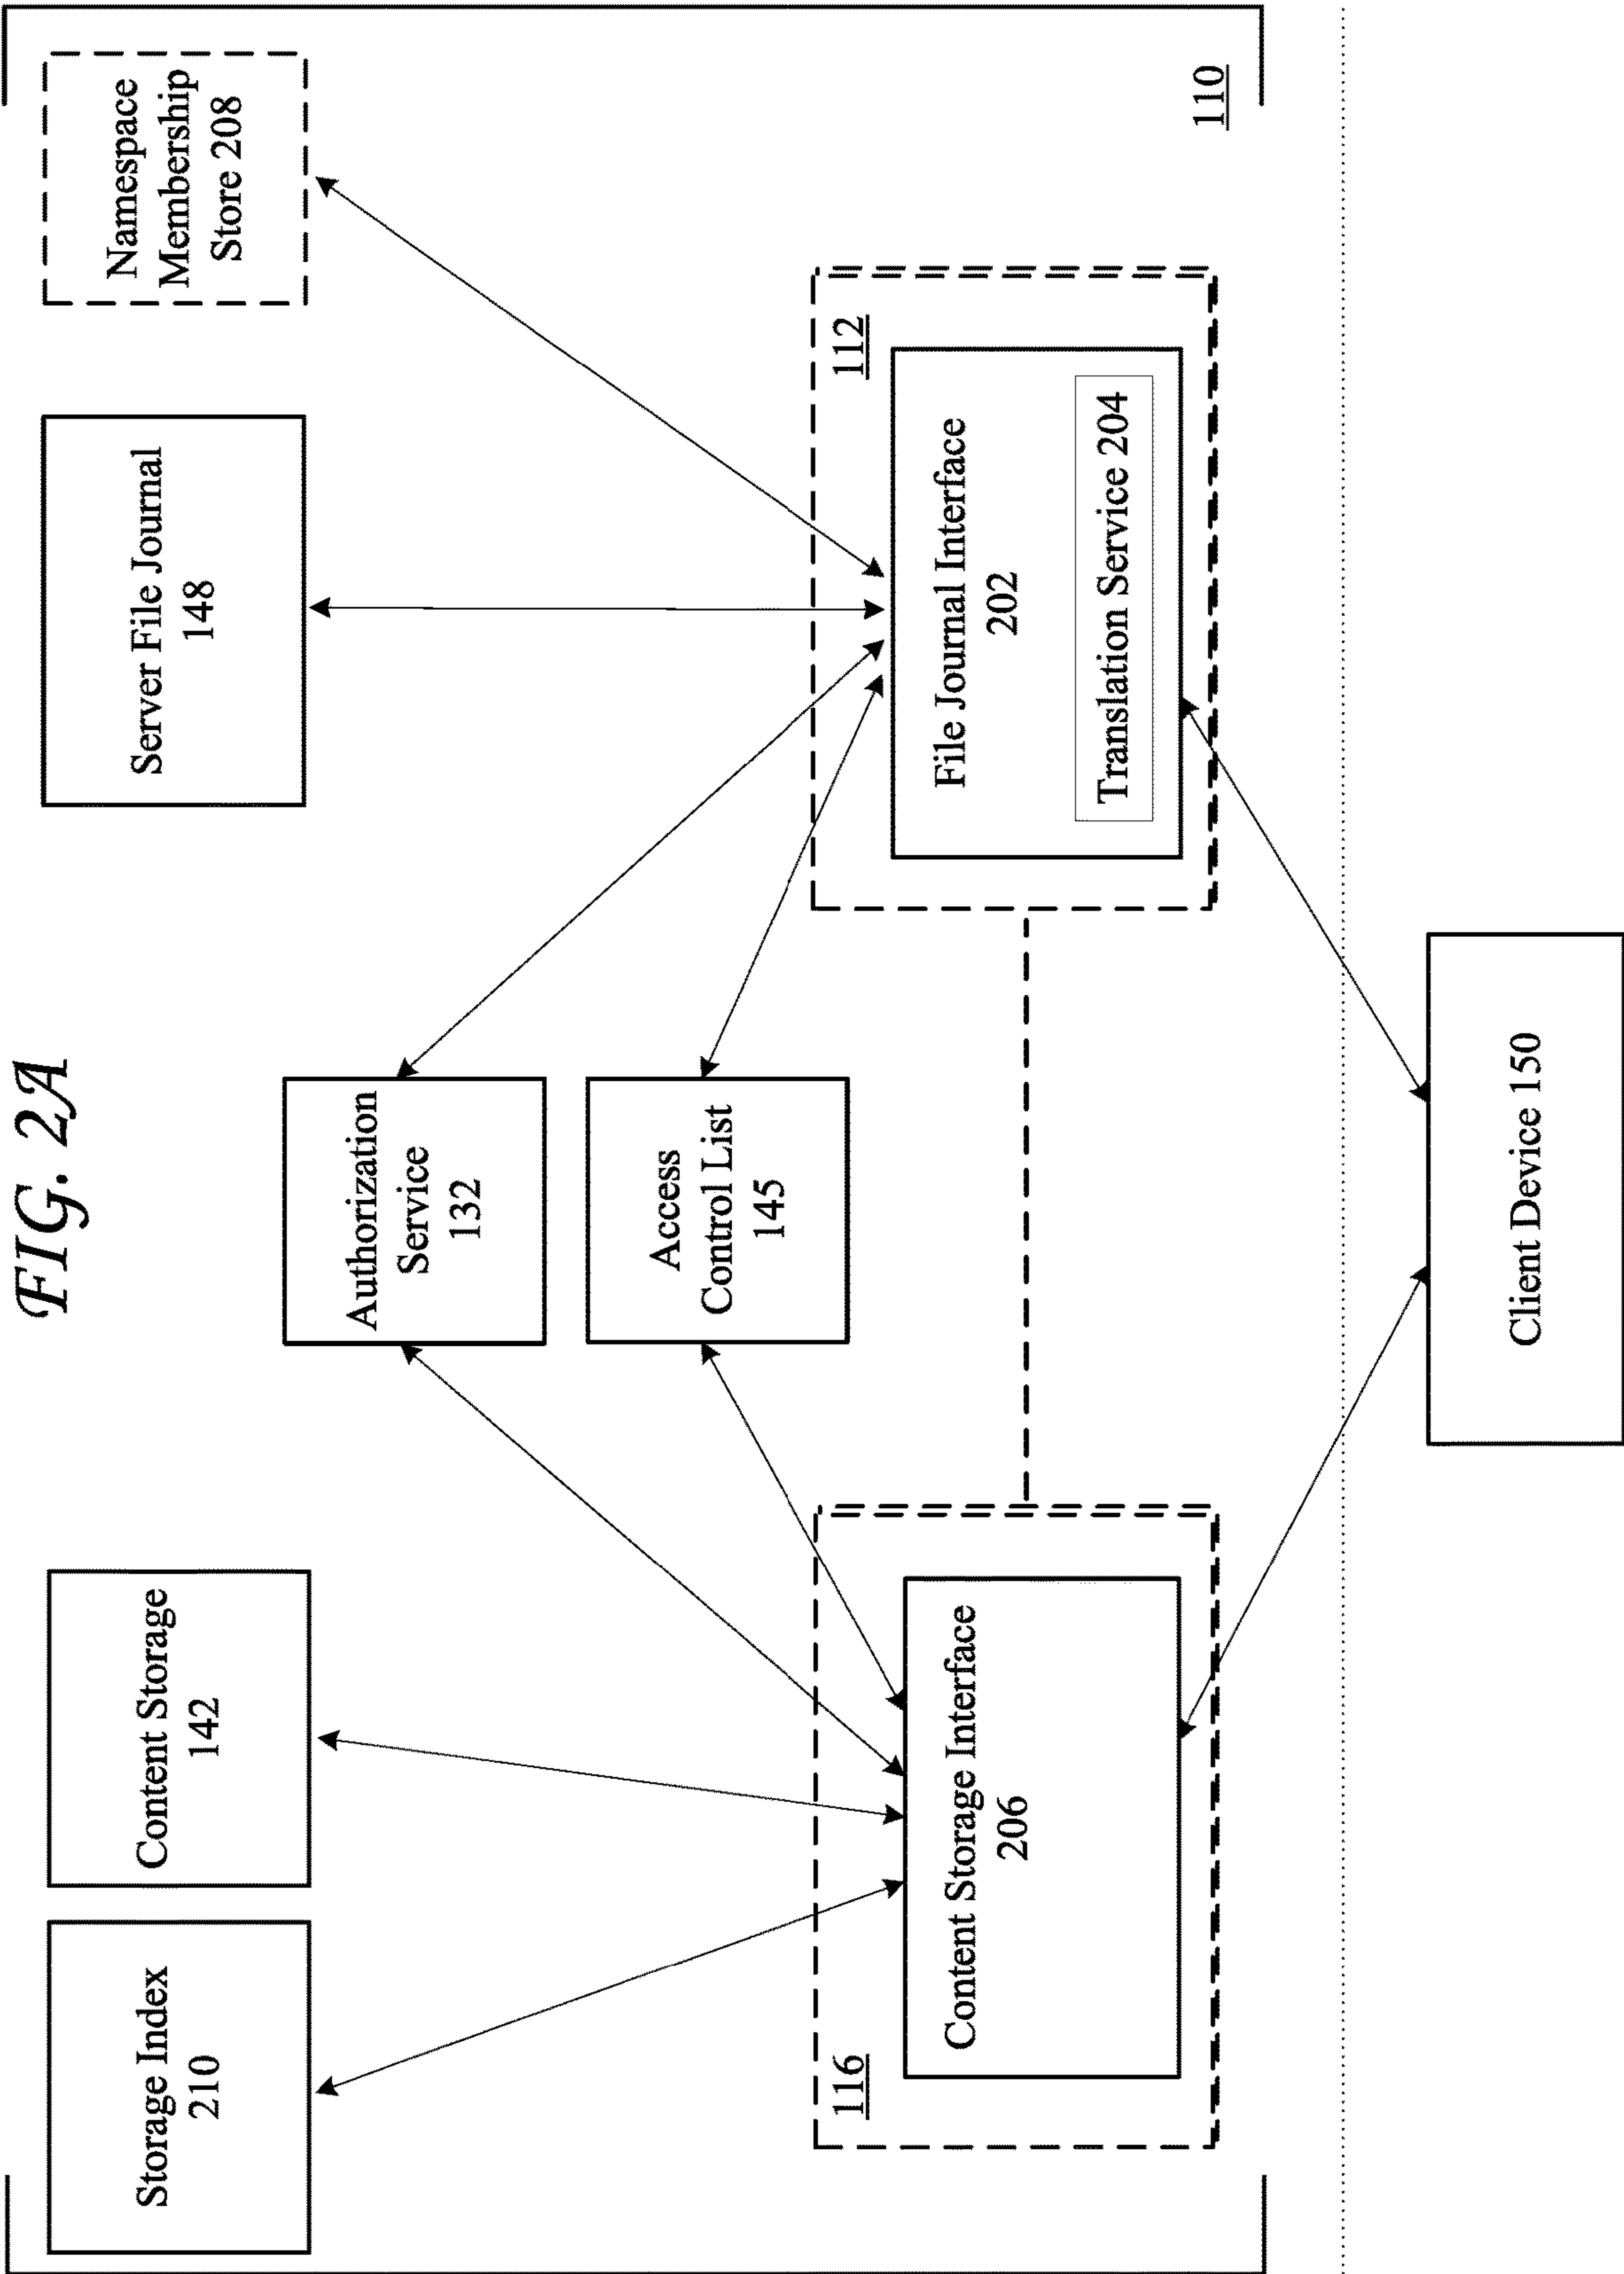 FIG. 2A
Storage Index
210
Content Storage
142
Authorization
Service
132
Access
Control List
145
Server File Journal
148
Namespace
Membership
Store 208
116
Content Storage Interface
206
112
File Journal Interface
202
Translation Service 204
110
Client Device 150